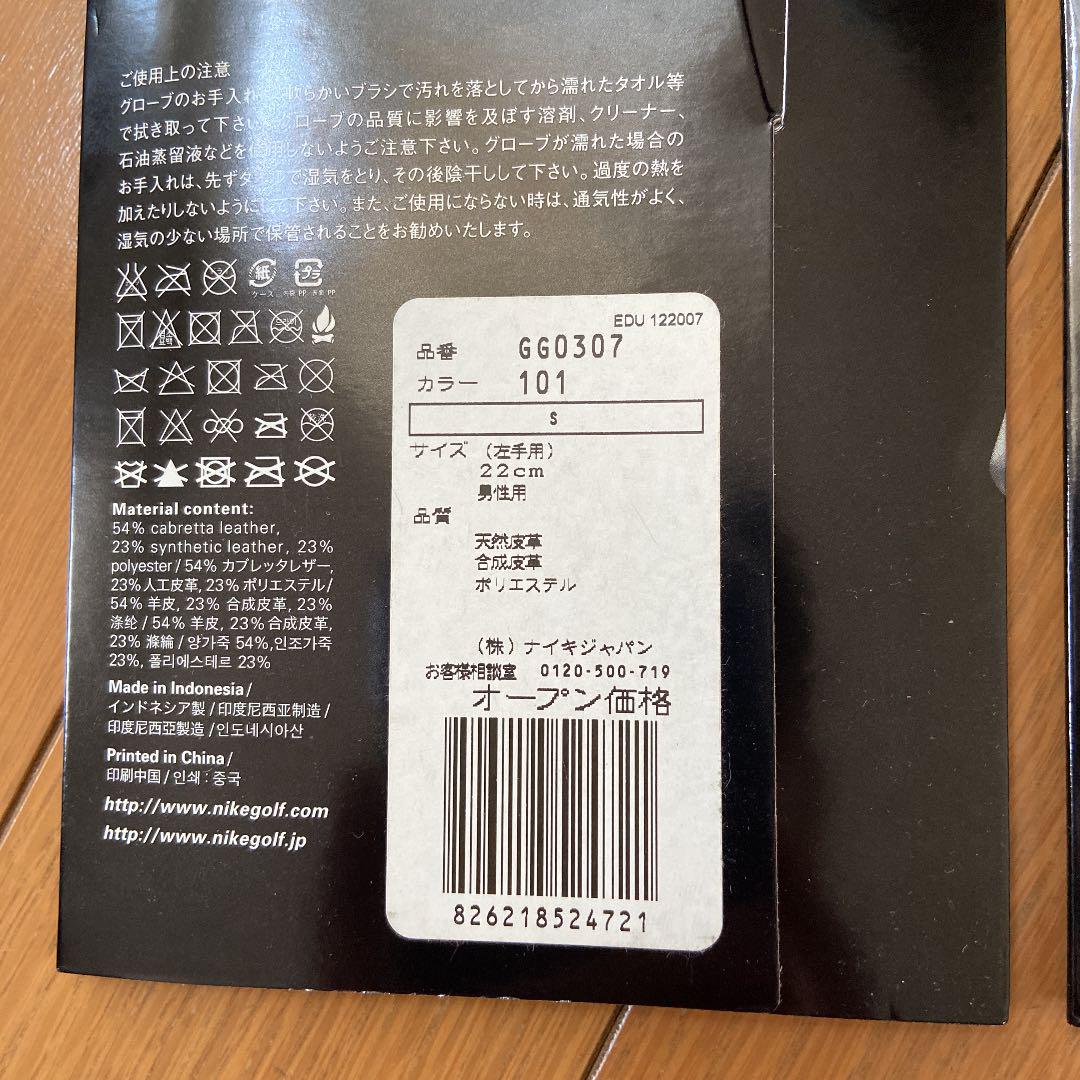 ご使用上の注意
グローブのお手入れ 軟らかいブラシで汚れを落としてから濡れたタオル等
で拭き取って下さい グローブの品質に影響を及ぼす溶剤、クリーナー、
石油蒸留液などを使用しないようご注意下さい。グローブが濡れた場合の
お手入れは、先ずタ で湿気をとり、その後陰干しして下さい。過度の熱を
加えたりしないようにして下さい。また、ご使用にならない時は、通気性がよく、
湿気の少ない場所で保管されることをお勧めいたします。
紙 プラ
ケース 内袋 PP PP
Material content:
54% cabretta leather,
23% synthetic leather, 23%
polyester / 54% カブレッタレザー,
23%人工皮革, 23% ポリエステル /
54% 羊皮, 23% 合成皮革, 23%
涤纶 / 54% 羊皮, 23% 合成皮革,
23% 滌綸 / 양가죽 54%, 인조가죽
23%, 폴리에스테르 23%
Made in Indonesia /
インドネシア製 / 印度尼西亚制造 /
印度尼西亞製造 / 인도네시아산
Printed in China /
印刷中国 / 인쇄 : 중국
http://www.nikegolf.com
http://www.nikegolf.jp
EDU 122007
品番 GG0307
カラー 101
S
サイズ (左手用)
22cm
男性用
品質
天然皮革
合成皮革
ポリエステル
(株) ナイキジャパン
お客様相談室 0120-500-719
オープン価格
826218524721